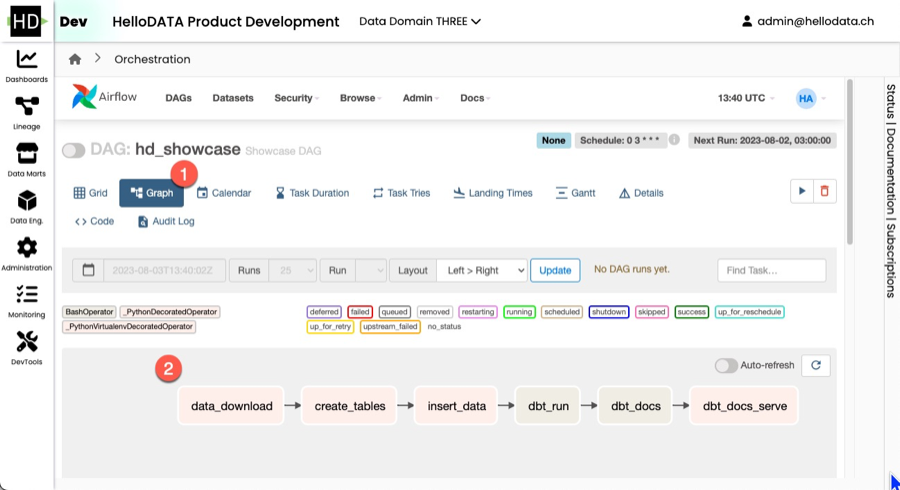 HD Dev HelloDATA Product Development Data Domain THREE admin@hellodata.ch
Dashboards
Lineage
Data Marts
Data Eng.
Administration
Monitoring
DevTools
Orchestration
Airflow DAGs Datasets Security Browse Admin Docs 13:40 UTC HA
DAG: hd_showcase Showcase DAG None Schedule: 0 3 * * * Next Run: 2023-08-02, 03:00:00
1
Grid Graph Calendar Task Duration Task Tries Landing Times Gantt Details
Code Audit Log
2023-08-03T13:40:02Z Runs 25 Run Layout Left > Right Update No DAG runs yet. Find Task…
BashOperator _PythonDecoratedOperator deferred failed queued removed restarting running scheduled shutdown skipped success up_for_reschedule
_PythonVirtualenvDecoratedOperator up_for_retry upstream_failed no_status
2
Auto-refresh
data_download create_tables insert_data dbt_run dbt_docs dbt_docs_serve
Status | Documentation | Subscriptions